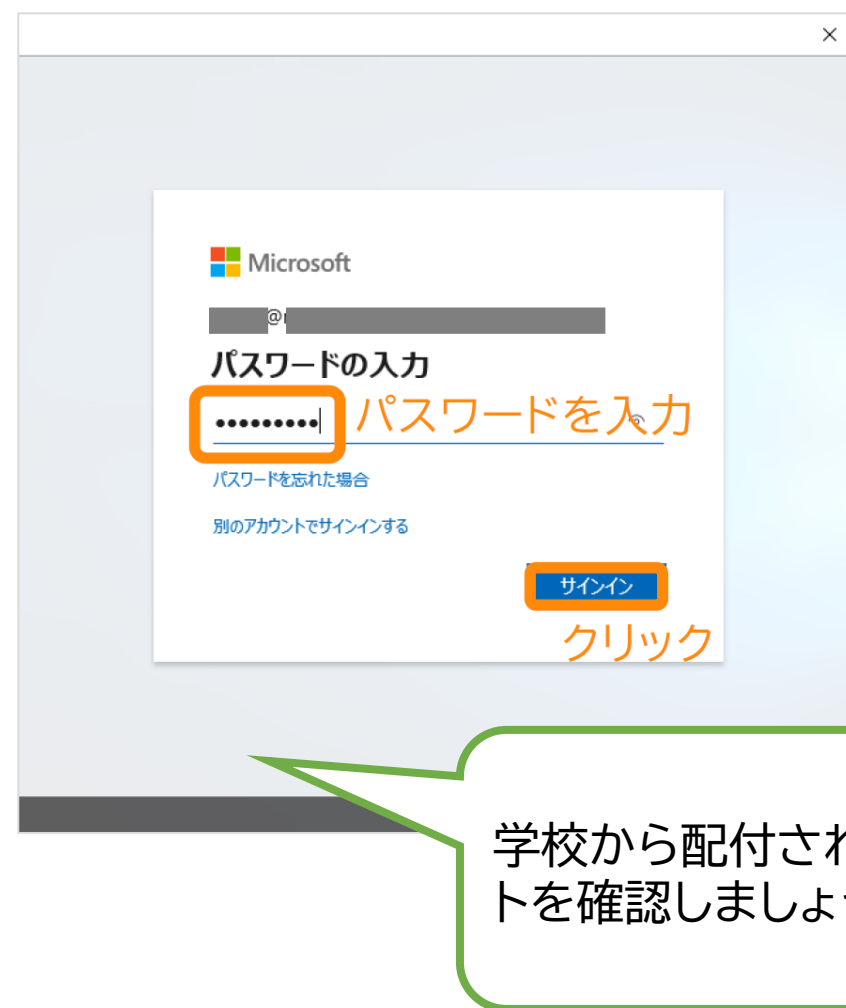 Microsoft
@
パスワードの入力
パスワードを入力
パスワードを忘れた場合
別のアカウントでサインインする
サインイン
クリック
学校から配付され
トを確認しましょ